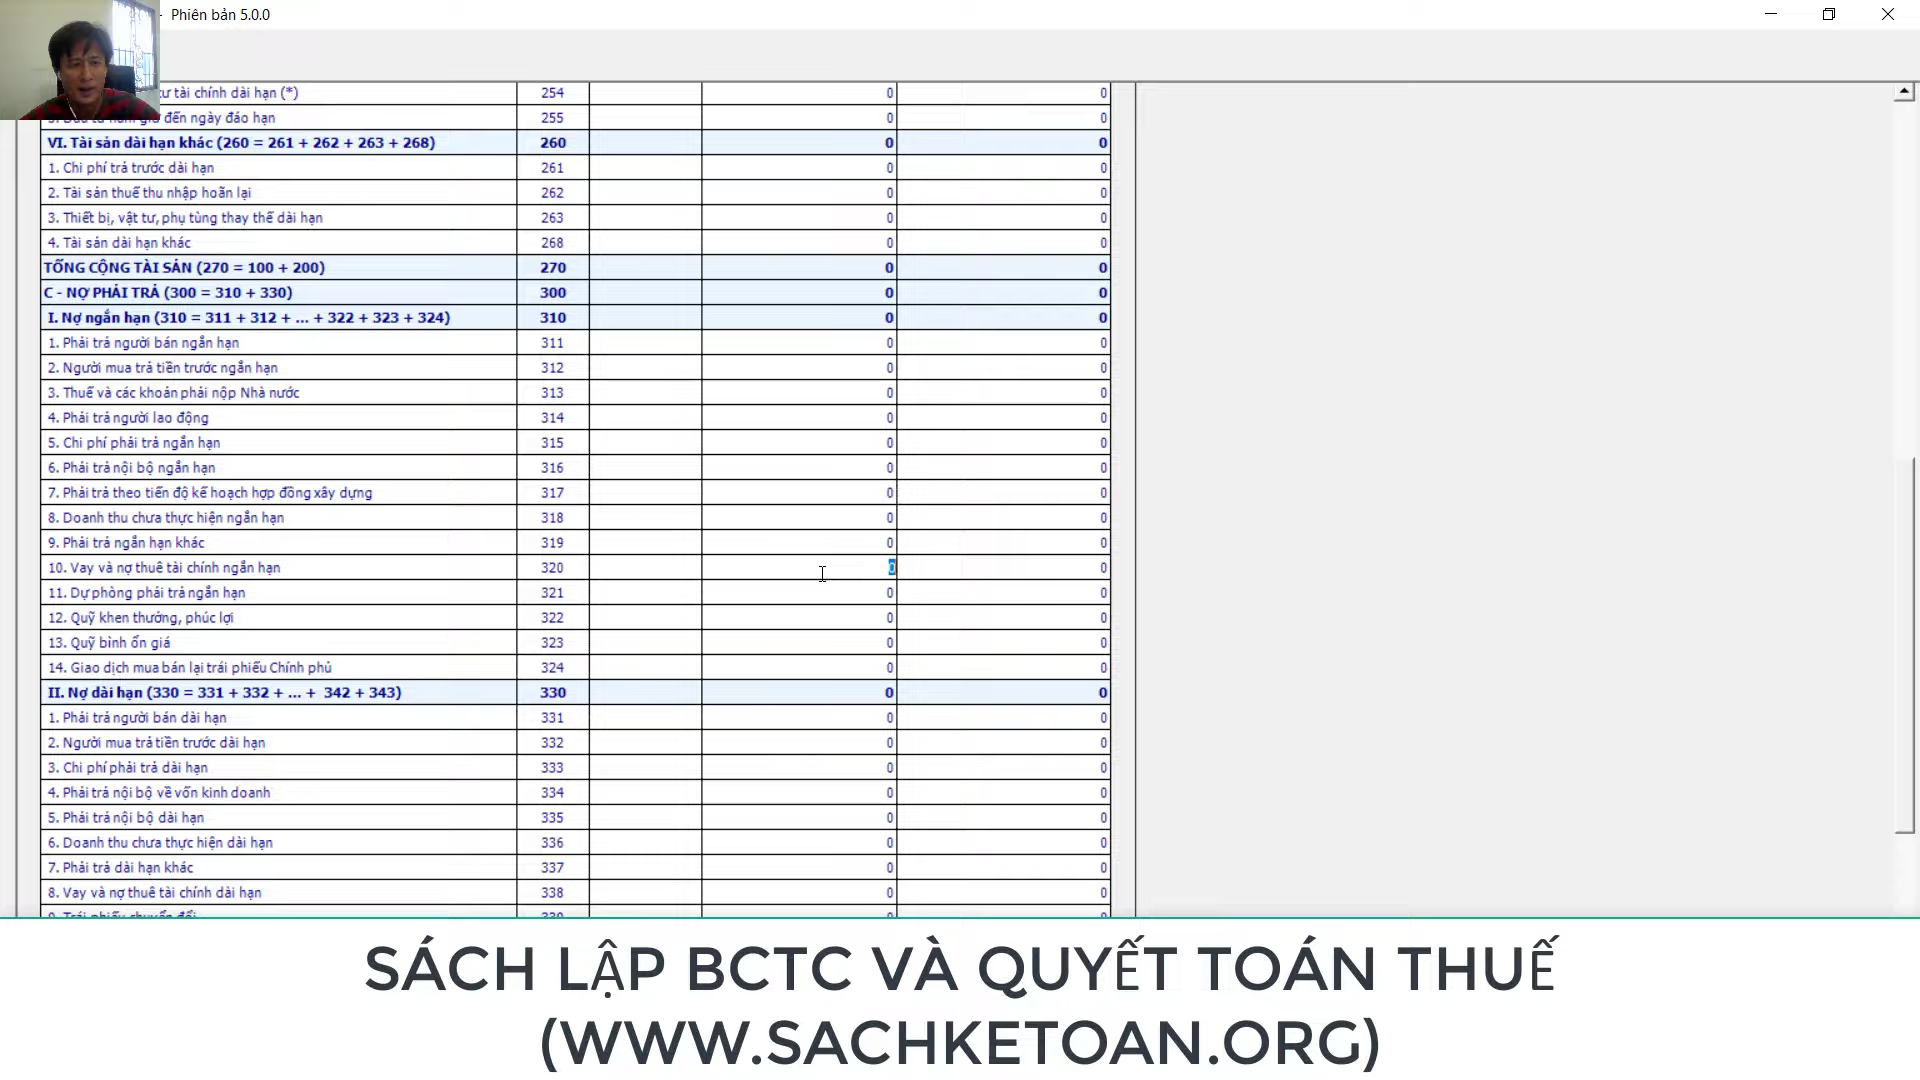 - Phiên bản 5.0.0
tư tài chính dài hạn (*) 254 0 0
đến ngày đáo hạn 255 0 0
VI. Tài sản dài hạn khác (260 = 261 + 262 + 263 + 268) 260 0 0
1. Chi phí trả trước dài hạn 261 0 0
2. Tài sản thuế thu nhập hoãn lại 262 0 0
3. Thiết bị, vật tư, phụ tùng thay thế dài hạn 263 0 0
4. Tài sản dài hạn khác 268 0 0
TỔNG CỘNG TÀI SẢN (270 = 100 + 200) 270 0 0
C - NỢ PHẢI TRẢ (300 = 310 + 330) 300 0 0
I. Nợ ngắn hạn (310 = 311 + 312 + ... + 322 + 323 + 324) 310 0 0
1. Phải trả người bán ngắn hạn 311 0 0
2. Người mua trả tiền trước ngắn hạn 312 0 0
3. Thuế và các khoản phải nộp Nhà nước 313 0 0
4. Phải trả người lao động 314 0 0
5. Chi phí phải trả ngắn hạn 315 0 0
6. Phải trả nội bộ ngắn hạn 316 0 0
7. Phải trả theo tiến độ kế hoạch hợp đồng xây dựng 317 0 0
8. Doanh thu chưa thực hiện ngắn hạn 318 0 0
9. Phải trả ngắn hạn khác 319 0 0
10. Vay và nợ thuê tài chính ngắn hạn 320 0 0
11. Dự phòng phải trả ngắn hạn 321 0 0
12. Quỹ khen thưởng, phúc lợi 322 0 0
13. Quỹ bình ổn giá 323 0 0
14. Giao dịch mua bán lại trái phiếu Chính phủ 324 0 0
II. Nợ dài hạn (330 = 331 + 332 + ... + 342 + 343) 330 0 0
1. Phải trả người bán dài hạn 331 0 0
2. Người mua trả tiền trước dài hạn 332 0 0
3. Chi phí phải trả dài hạn 333 0 0
4. Phải trả nội bộ về vốn kinh doanh 334 0 0
5. Phải trả nội bộ dài hạn 335 0 0
6. Doanh thu chưa thực hiện dài hạn 336 0 0
7. Phải trả dài hạn khác 337 0 0
8. Vay và nợ thuê tài chính dài hạn 338 0 0
9. Trái phiếu chuyển đổi 339 0 0
SÁCH LẬP BCTC VÀ QUYẾT TOÁN THUẾ
(WWW.SACHKETOAN.ORG)